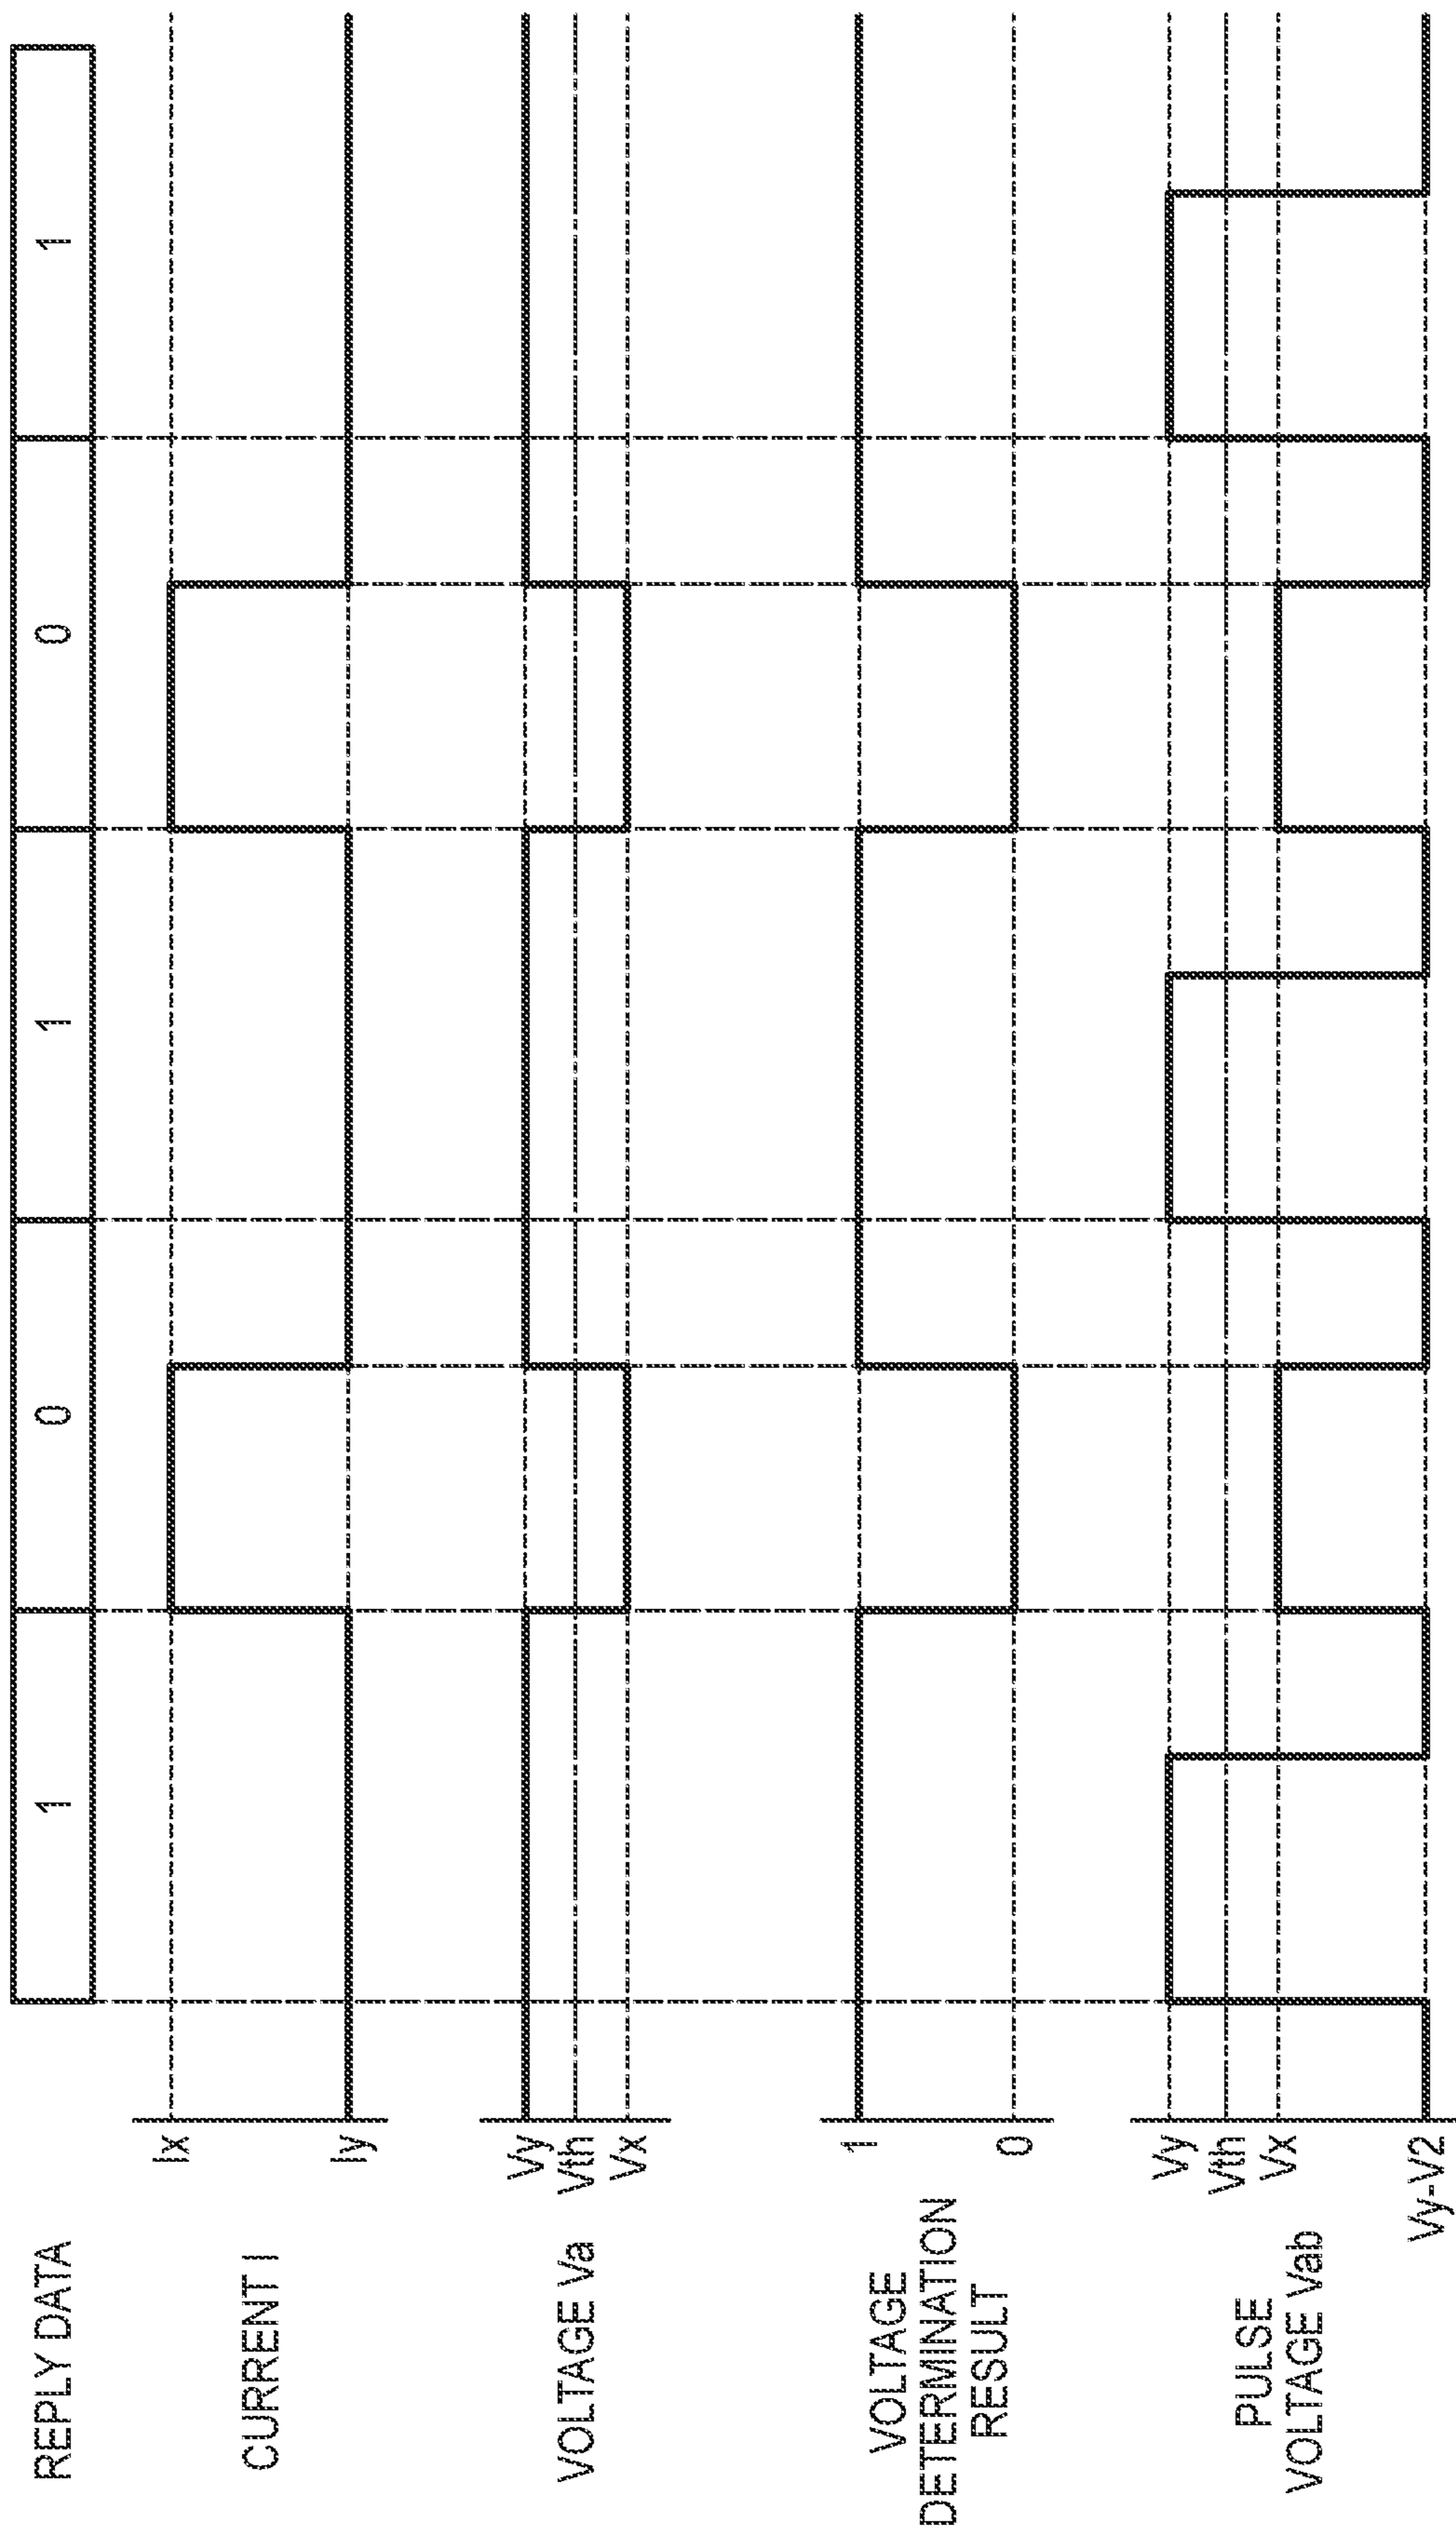 REPLY DATA
1
0
1
0
1
CURRENT I
Ix
Iy
VOLTAGE Va
Vy
Vth
Vx
VOLTAGE
DETERMINATION
RESULT
1
0
PULSE
VOLTAGE Vab
Vy
Vth
Vx
Vy-V2